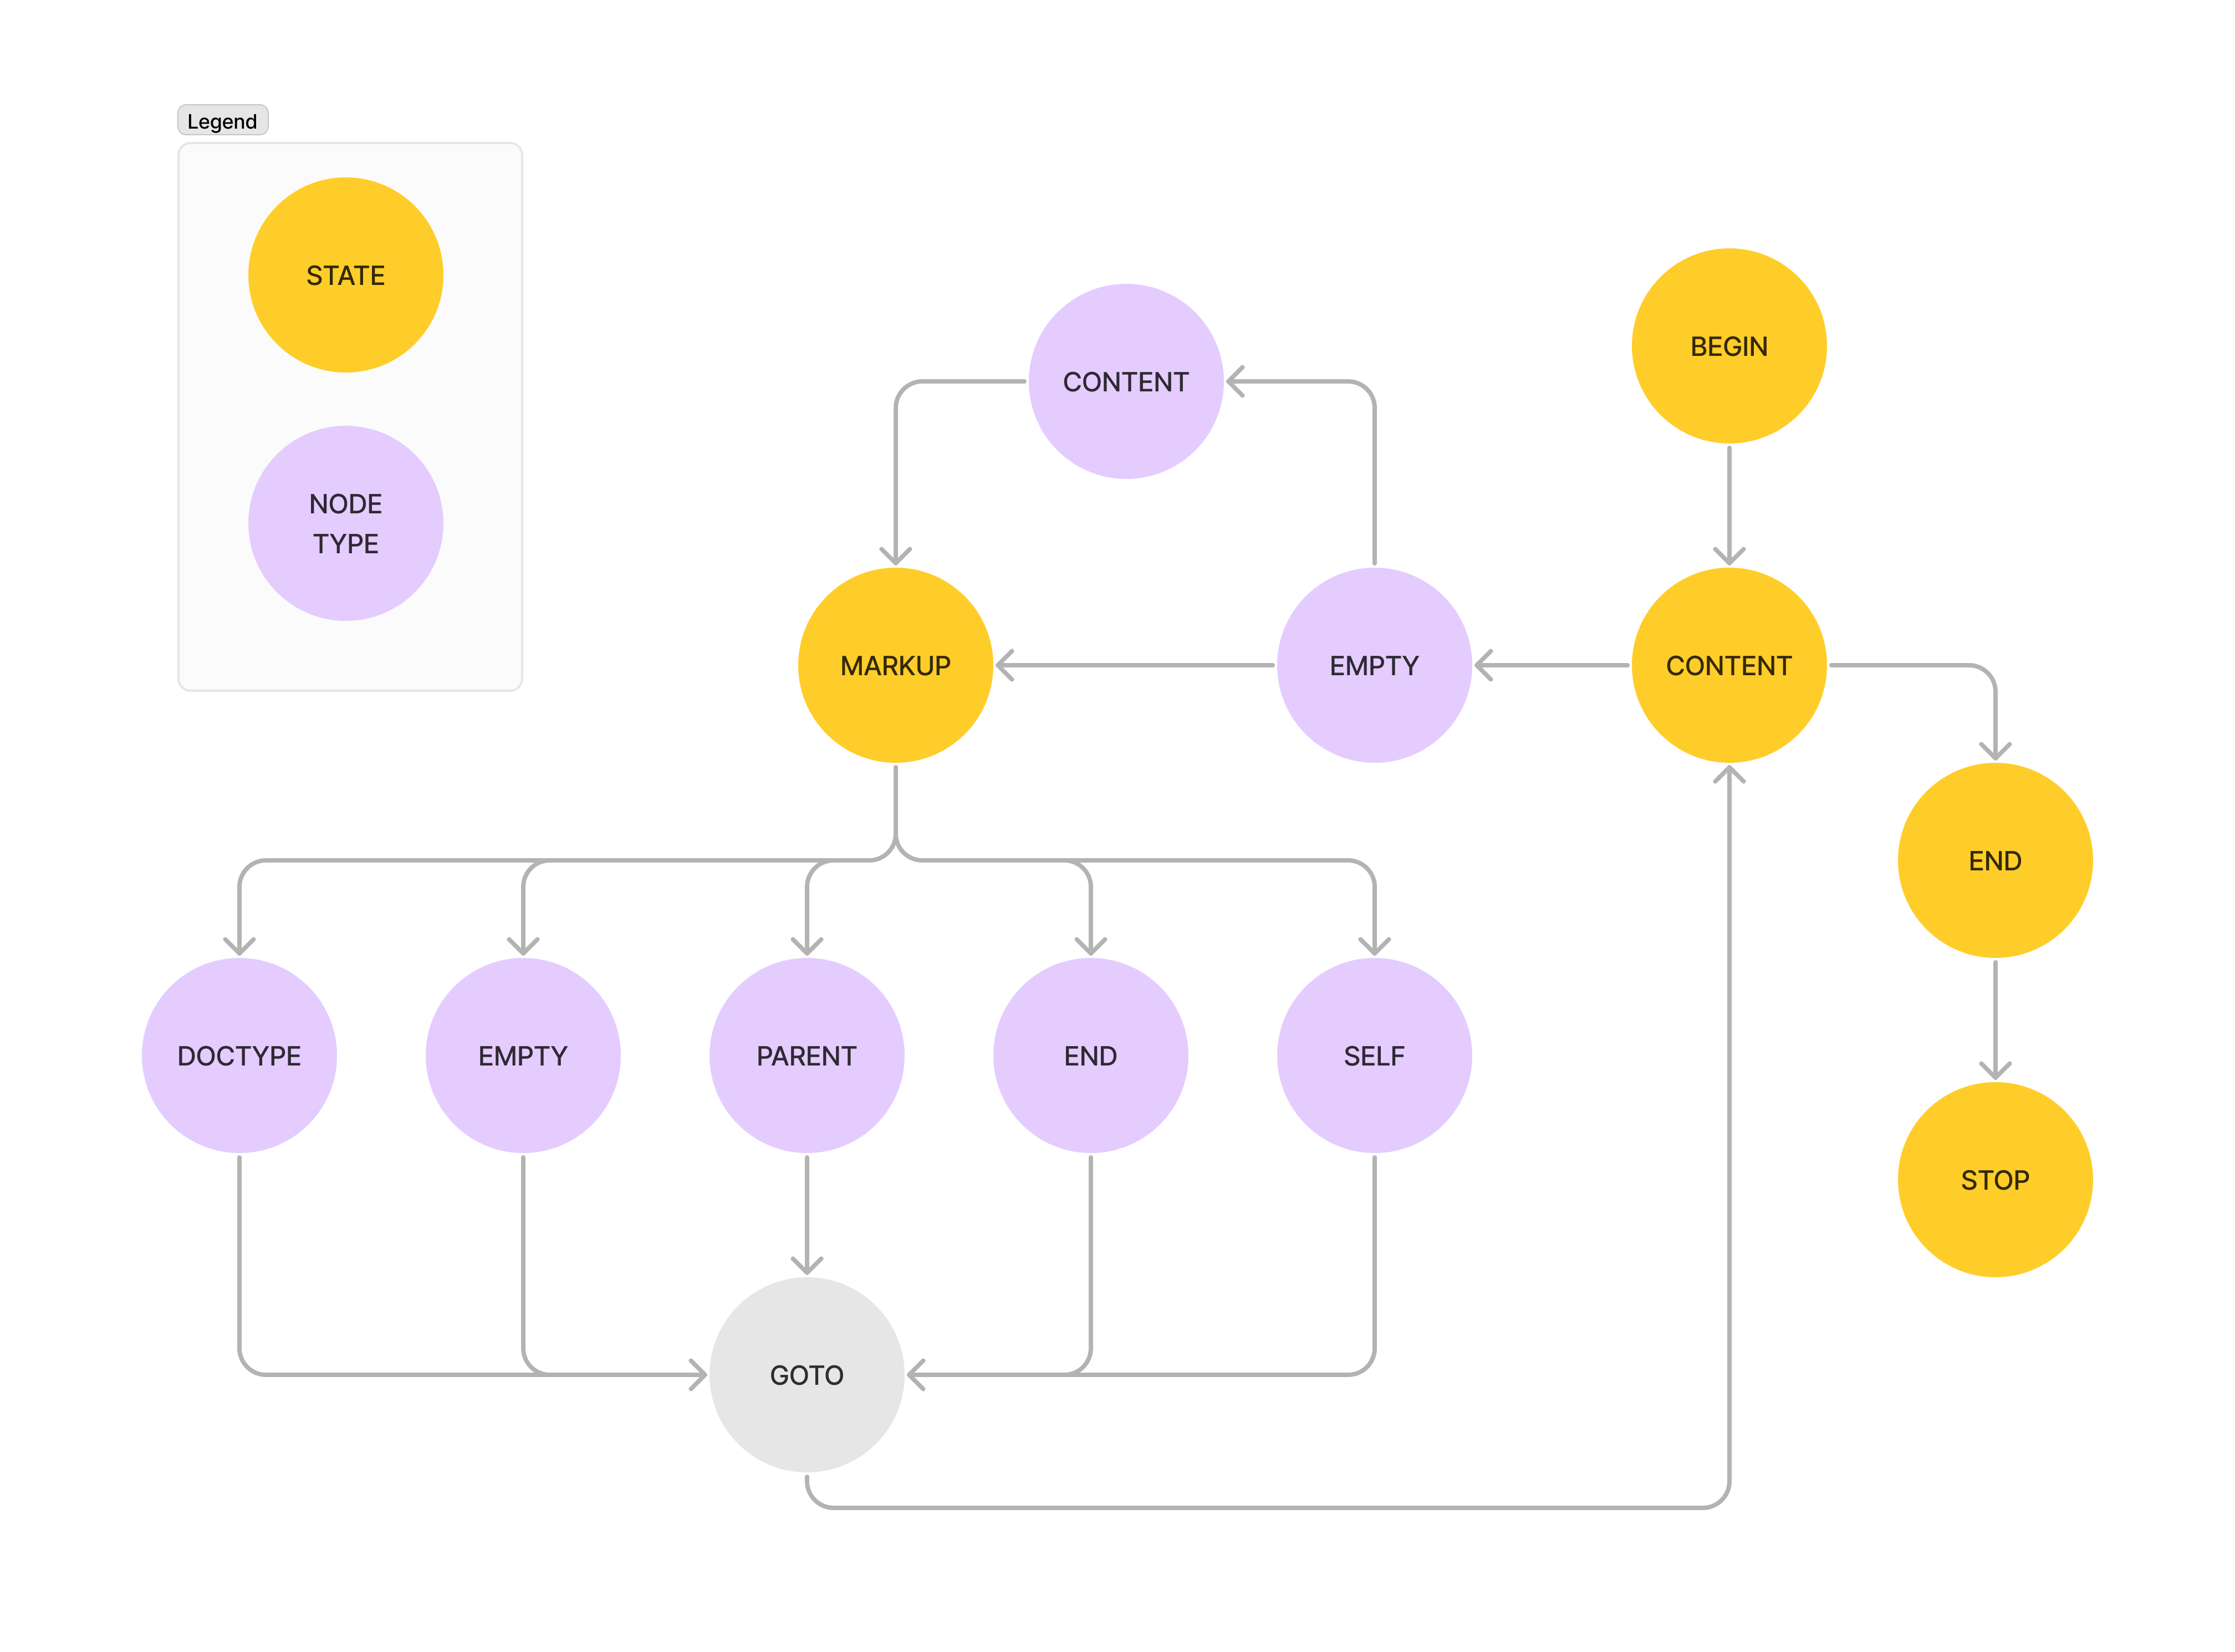 Legend
STATE
NODE
TYPE
BEGIN
CONTENT
MARKUP
EMPTY
CONTENT
END
DOCTYPE
EMPTY
PARENT
END
SELF
STOP
GOTO